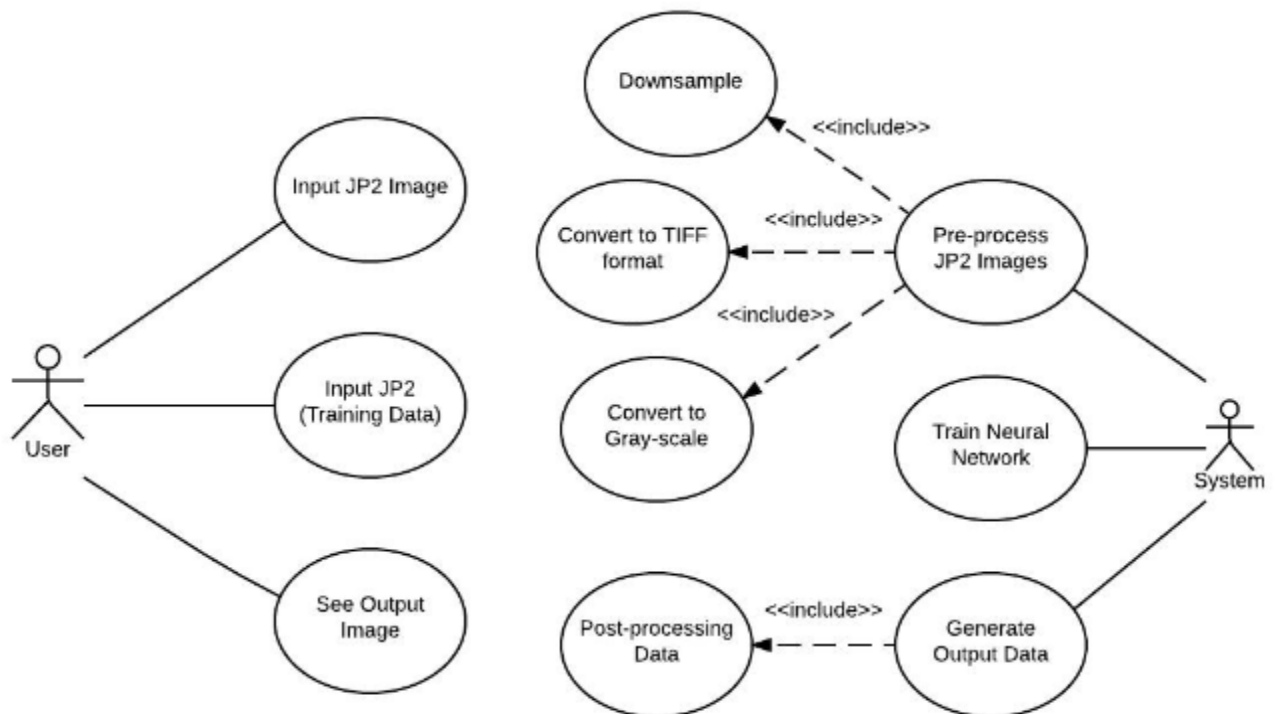 Downsample
<<include>>
Input JP2 Image
Convert to TIFF
format
<<include>>
Pre-process
JP2 Images
<<include>>
Input JP2
(Training Data)
Convert to
Gray-scale
Train Neural
Network
User
System
See Output
Image
Post-processing
Data
<<include>>
Generate
Output Data